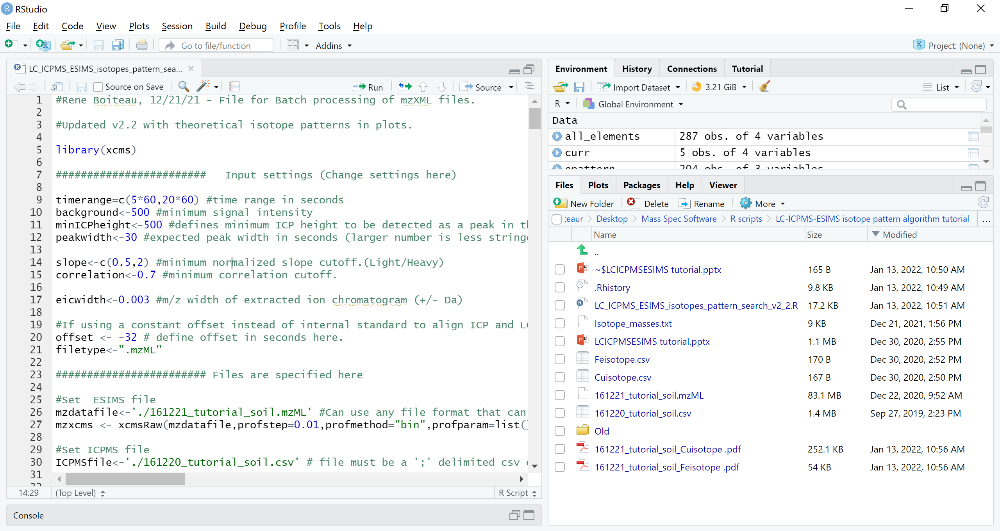 RStudio
File Edit Code View Plots Session Build Debug Profile Tools Help
Go to file/function Addins Project: (None)
LC_ICPMS_ESIMS_isotopes_pattern_sea...
Source on Save Run Source
1 #Rene Boiteau, 12/21/21 - File for Batch processing of mzXML files.
2
3 #Updated v2.2 with theoretical isotope patterns in plots.
4
5 library(xcms)
6
7 ######################## Input settings (Change settings here)
8
9 timerange=c(5*60,20*60) #time range in seconds
10 background<-500 #minimum signal intensity
11 minICPheight<-500 #defines minimum ICP height to be detected as a peak in
12 peakwidth<-30 #expected peak width in seconds (larger number is less
13
14 slope<-c(0.5,2) #minimum normalized slope cutoff.(Light/Heavy)
15 correlation<-0.7 #minimum correlation cutoff.
16
17 eicwidth<-0.003 #m/z width of extracted ion chromatogram (+/- Da)
18
19 #If using a constant offset instead of internal standard to align ICP and
20 offset <- -32 # define offset in seconds here.
21 filetype<-".mzML"
22
23 ######################## Files are specified here
24
25 #Set  ESIMS file
26 mzdatafile<-'./161221_tutorial_soil.mzML' #Can use any file format that can
27 mzxcms <- xcmsRaw(mzdatafile,profstep=0.01,profmethod="bin",profparam=list()
28
29 #Set ICPMS file
30 ICPMSfile<-'./161220_tutorial_soil.csv' # file must be a ';' delimited csv
31
14:29 (Top Level) R Script
Console
Environment History Connections Tutorial
Import Dataset 3.21 GiB List
R Global Environment
Data
all_elements 287 obs. of 4 variables
curr 5 obs. of 4 variables
Files Plots Packages Help Viewer
New Folder Delete Rename More
teaur Desktop Mass Spec Software R scripts LC-ICPMS-ESIMS isotope pattern algorithm tutorial ...
Name Size Modified
..
~$LCICPMSESIMS tutorial.pptx 165 B Jan 13, 2022, 10:50 AM
.Rhistory 9.8 KB Jan 13, 2022, 10:49 AM
LC_ICPMS_ESIMS_isotopes_pattern_search_v2_2.R 17.2 KB Jan 13, 2022, 10:51 AM
Isotope_masses.txt 9 KB Dec 21, 2021, 1:56 PM
LCICPMSESIMS tutorial.pptx 1.1 MB Dec 30, 2020, 2:55 PM
Feisotope.csv 170 B Dec 30, 2020, 2:52 PM
Cuisotope.csv 167 B Dec 30, 2020, 2:50 PM
161221_tutorial_soil.mzML 83.1 MB Dec 22, 2020, 9:52 AM
161220_tutorial_soil.csv 1.4 MB Sep 27, 2019, 2:23 PM
Old
161221_tutorial_soil_Cuisotope .pdf 252.1 KB Jan 13, 2022, 10:56 AM
161221_tutorial_soil_Feisotope .pdf 54 KB Jan 13, 2022, 10:56 AM